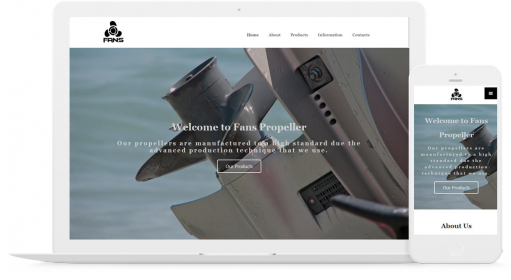 FANS
Home About Products Information Contacts
Welcome to Fans Propeller
Our propellers are manufactured top high standard due the
advanced production technique that we use.
Our Products
FANS
Welcome to Fans
Propeller
Our propellers are
manufactured top high
standard due the
advanced production
technique that we use.
Our Products
About Us